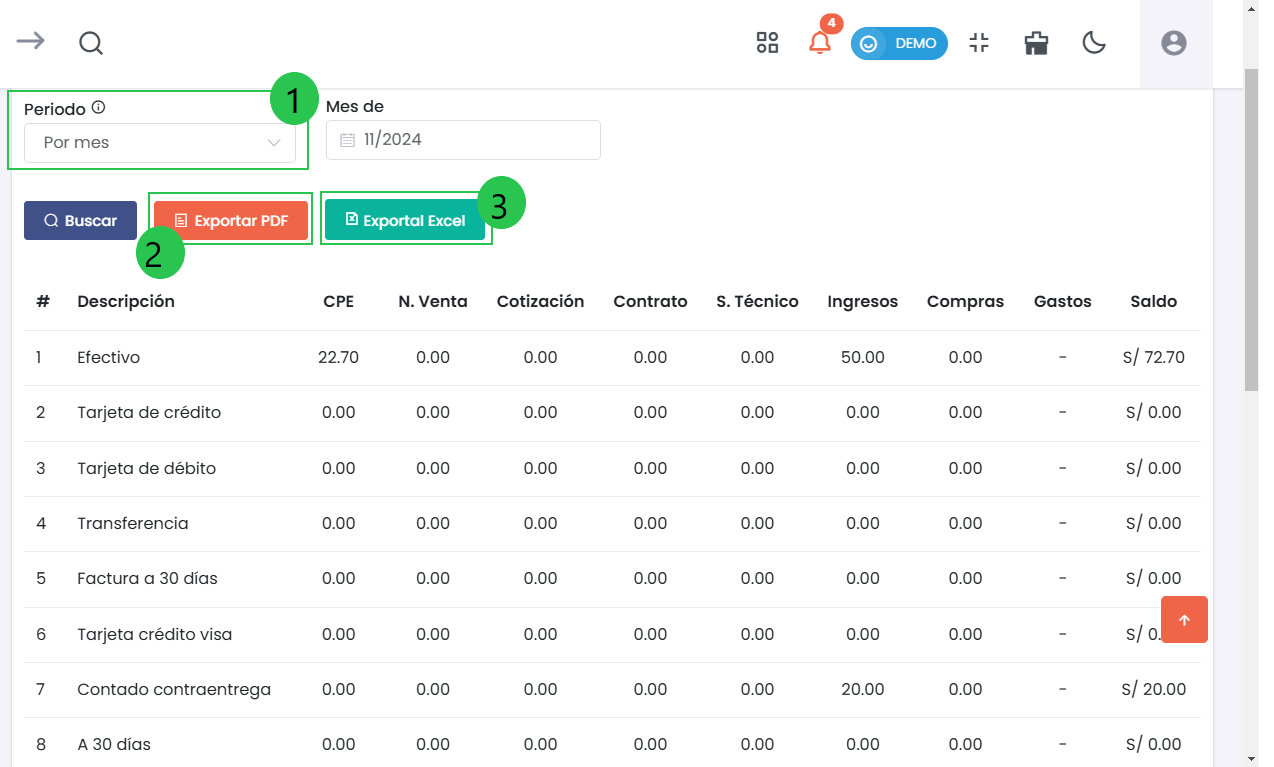 4
DEMO
Periodo
1
Mes de
Por mes
11/2024
Buscar
Exportar PDF
2
Exportal Excel
3
# Descripción CPE N. Venta Cotización Contrato S. Técnico Ingresos Compras Gastos Saldo
1 Efectivo 22.70 0.00 0.00 0.00 0.00 50.00 0.00 - S/ 72.70
2 Tarjeta de crédito 0.00 0.00 0.00 0.00 0.00 0.00 0.00 - S/ 0.00
3 Tarjeta de débito 0.00 0.00 0.00 0.00 0.00 0.00 0.00 - S/ 0.00
4 Transferencia 0.00 0.00 0.00 0.00 0.00 0.00 0.00 - S/ 0.00
5 Factura a 30 días 0.00 0.00 0.00 0.00 0.00 0.00 0.00 - S/ 0.00
6 Tarjeta crédito visa 0.00 0.00 0.00 0.00 0.00 0.00 0.00 - S/ 0.
7 Contado contraentrega 0.00 0.00 0.00 0.00 0.00 20.00 0.00 - S/ 20.00
8 A 30 días 0.00 0.00 0.00 0.00 0.00 0.00 0.00 - S/ 0.00